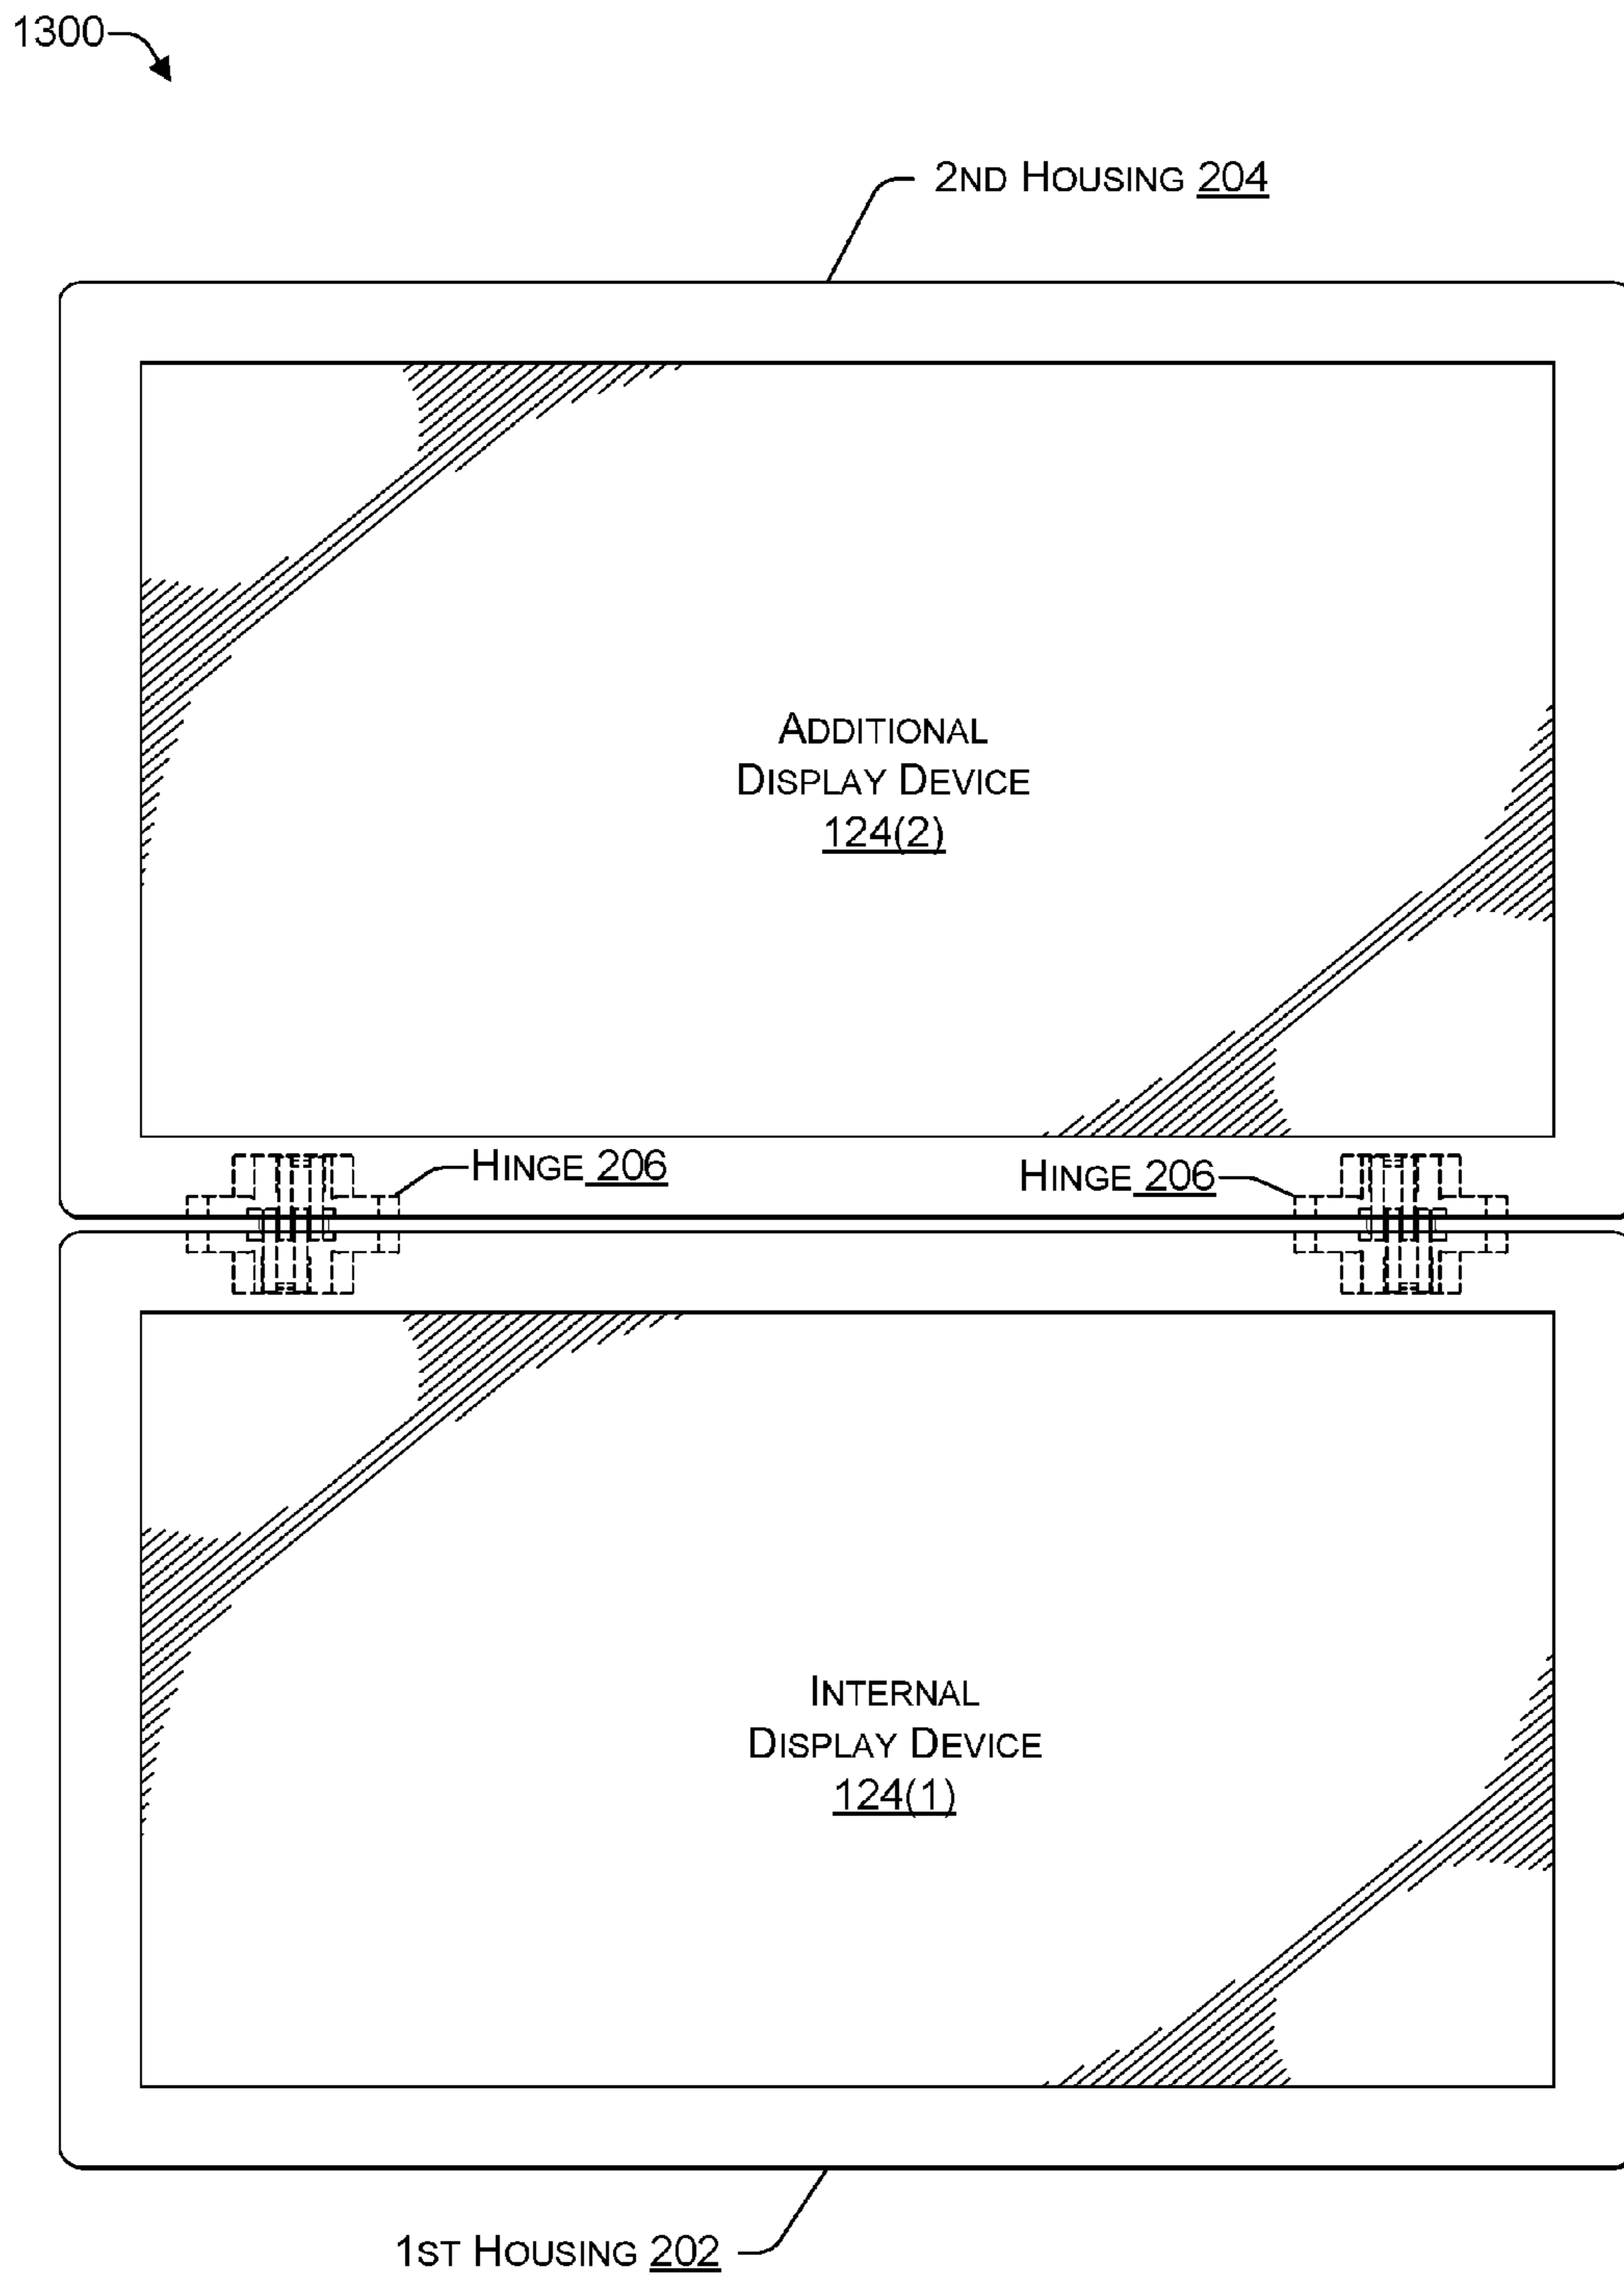 1300
2ND HOUSING 204
ADDITIONAL
DISPLAY DEVICE
124(2)
HINGE 206
HINGE 206
INTERNAL
DISPLAY DEVICE
124(1)
1ST HOUSING 202